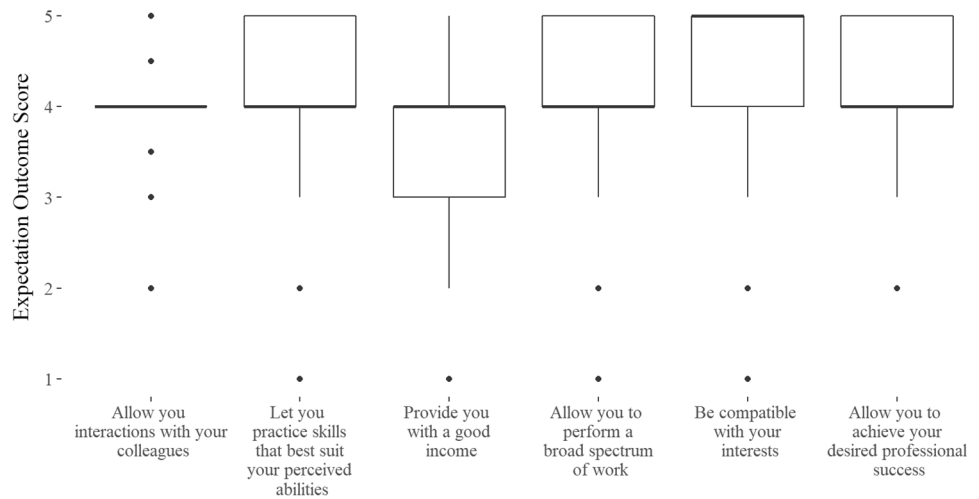 Expectation Outcome Score
5
4
3
2
1
Allow you
interactions with your
colleagues
Let you
practice skills
that best suit
your perceived
abilities
Provide you
with a good
income
Allow you to
perform a
broad spectrum
of work
Be compatible
with your
interests
Allow you to
achieve your
desired professional
success